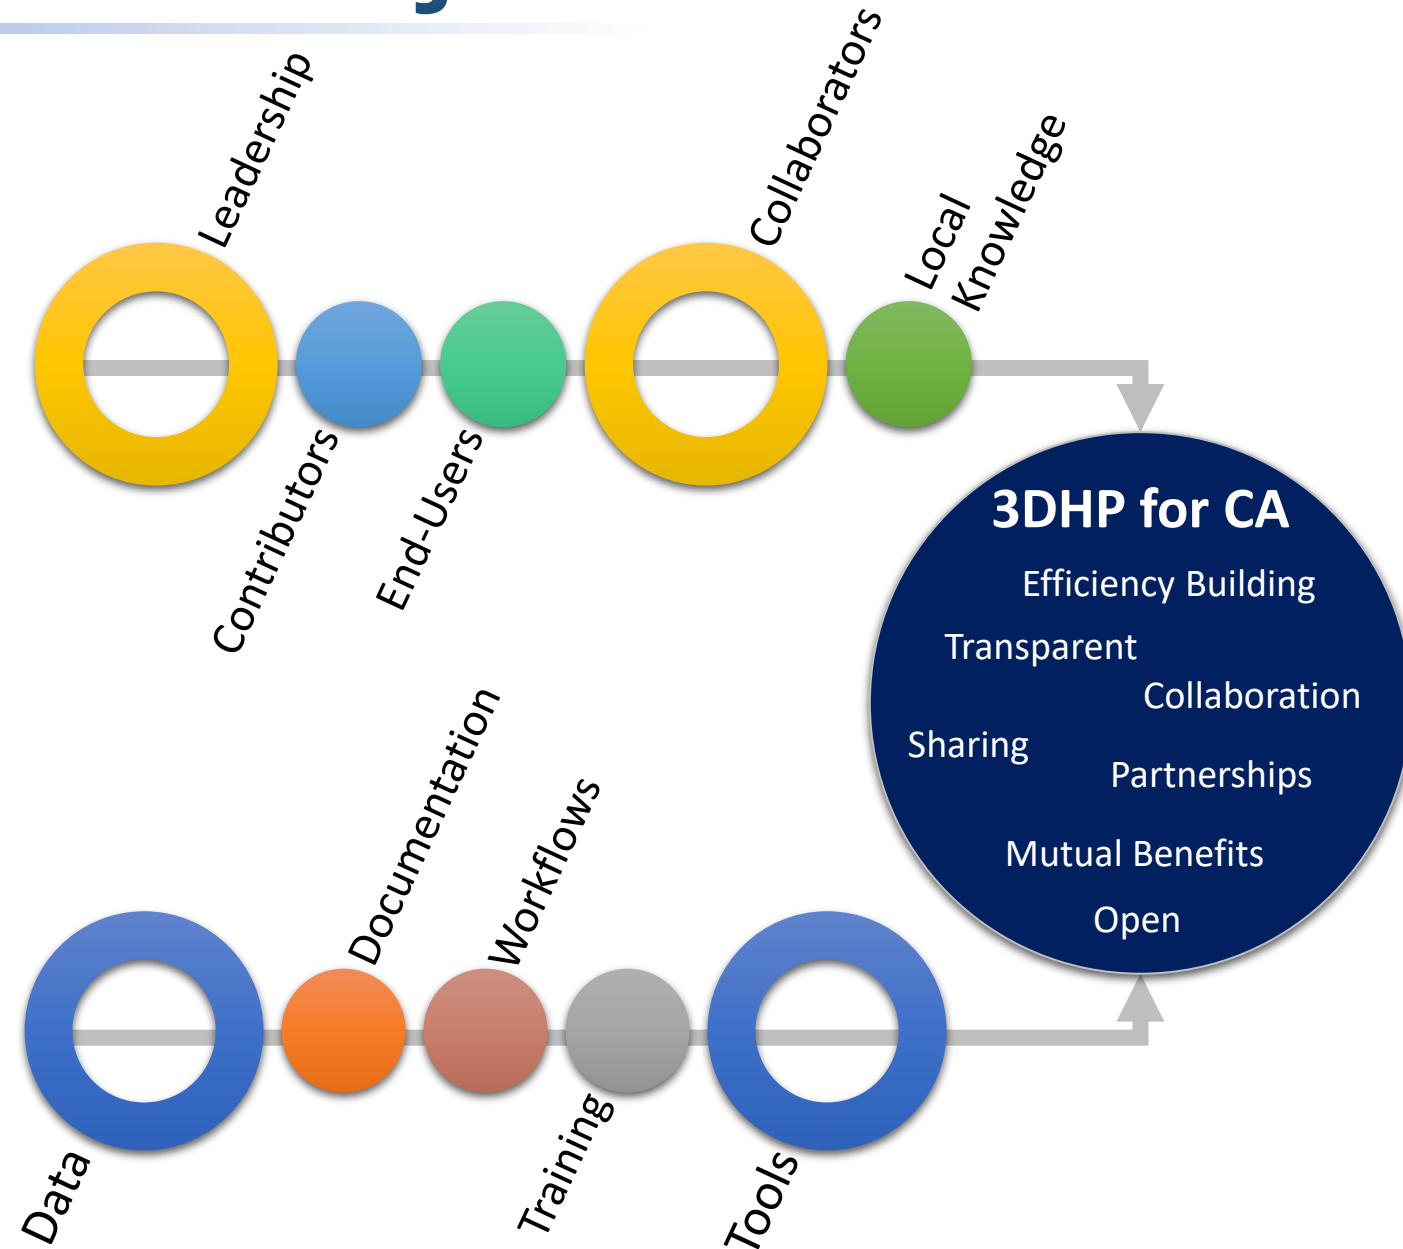 Leadership
Contributors
End-Users
Collaborators
Local
Knowledge
3DHP for CA
Efficiency Building
Transparent
Collaboration
Sharing
Partnerships
Mutual Benefits
Open
Data
Documentation
Workflows
Training
Tools